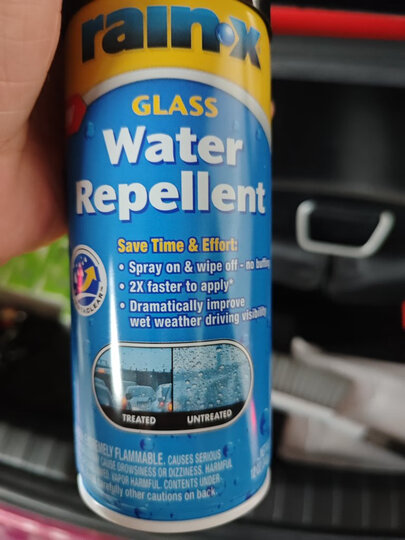 rain-x
GLASS
Water
Repellent
Save Time & Effort:
• Spray on & wipe off - no buffing
• 2X faster to apply*
• Dramatically improve
wet weather driving visibility
TREATED UNTREATED
FLAMMABLE. CAUSES SERIOUS
CAUSE DROWSINESS OR DIZZINESS. HARMFUL
VAPOR HARMFUL. CONTENTS UNDER
carefully other cautions on back.